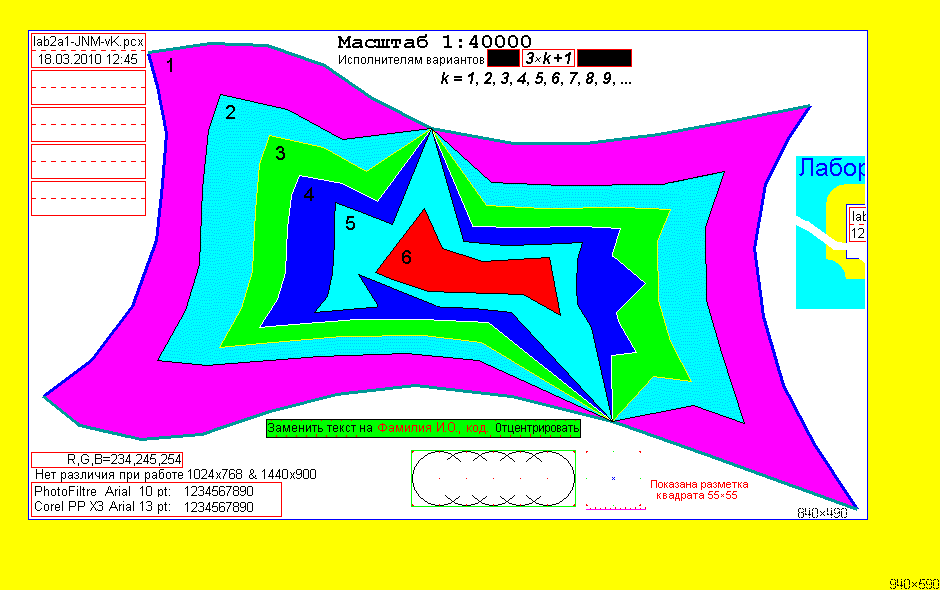 lab2a1-JNM-vK.pcx
18.03.2010 12:45
Масштаб 1:40000
Исполнителям вариантов 3×k+1
k = 1, 2, 3, 4, 5, 6, 7, 8, 9, ...
1
2
3
4
5
6
Лабор
lab
12
Заменить текст на Фамилия И.О., код. Отцентрировать
R,G,B=234,245,254
Нет различия при работе 1024x768 & 1440x900
PhotoFiltre Arial 10 pt: 1234567890
Corel PP X3 Arial 13 pt: 1234567890
Показана разметка
квадрата 55×55
840×490
940×590